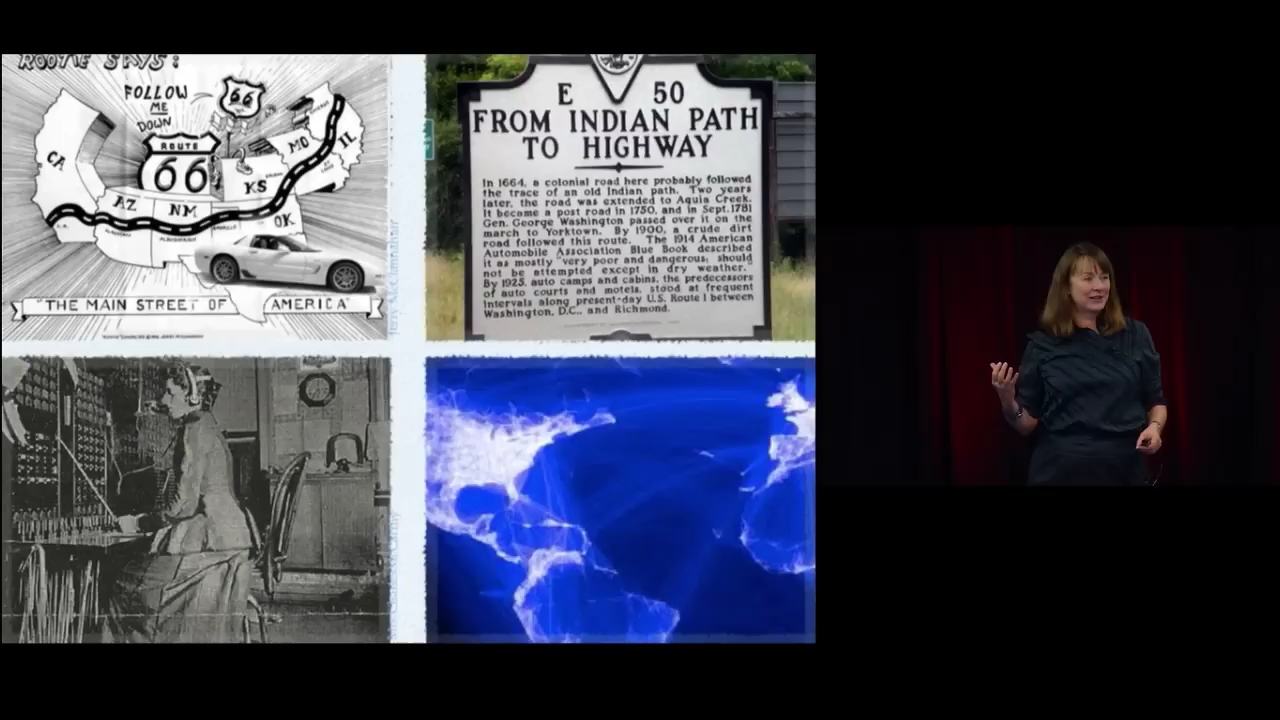 ROOTIE SAYS:
FOLLOW
ME
DOWN
66
ROUTE
66
CA
AZ
NM
KS
OK
MO
IL
L.A.
"THE MAIN STREET OF AMERICA"
Jerry McClanahan
E 50
FROM INDIAN PATH
TO HIGHWAY
In 1664, a colonial road here probably followed
the trace of an old Indian path. Two years
later, the road was extended to Aquia Creek.
It became a post road in 1750, and in Sept. 1781
Gen. George Washington passed over it on the
march to Yorktown. By 1900, a crude dirt
road followed this route. The 1914 American
Automobile Association Blue Book described
it as mostly "very poor and dangerous; should
not be attempted except in dry weather."
By 1925, auto camps and cabins, the predecessors
of auto courts and motels, stood at frequent
intervals along present-day U.S. Route 1 between
Washington, D.C., and Richmond.